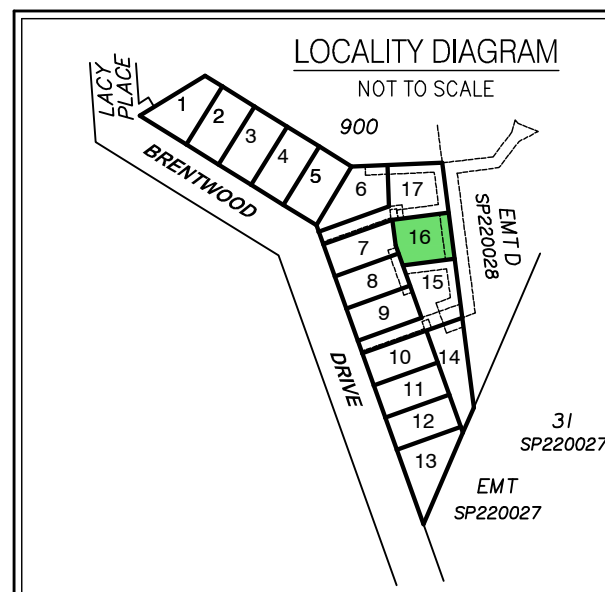 LOCALITY DIAGRAM
NOT TO SCALE
LACY
PLACE
900
1
2
3
4
5
6
17
BRENTWOOD
EMT D
SP220028
7
16
8
15
9
10
14
DRIVE
11
12
31
SP220027
13
EMT
SP220027